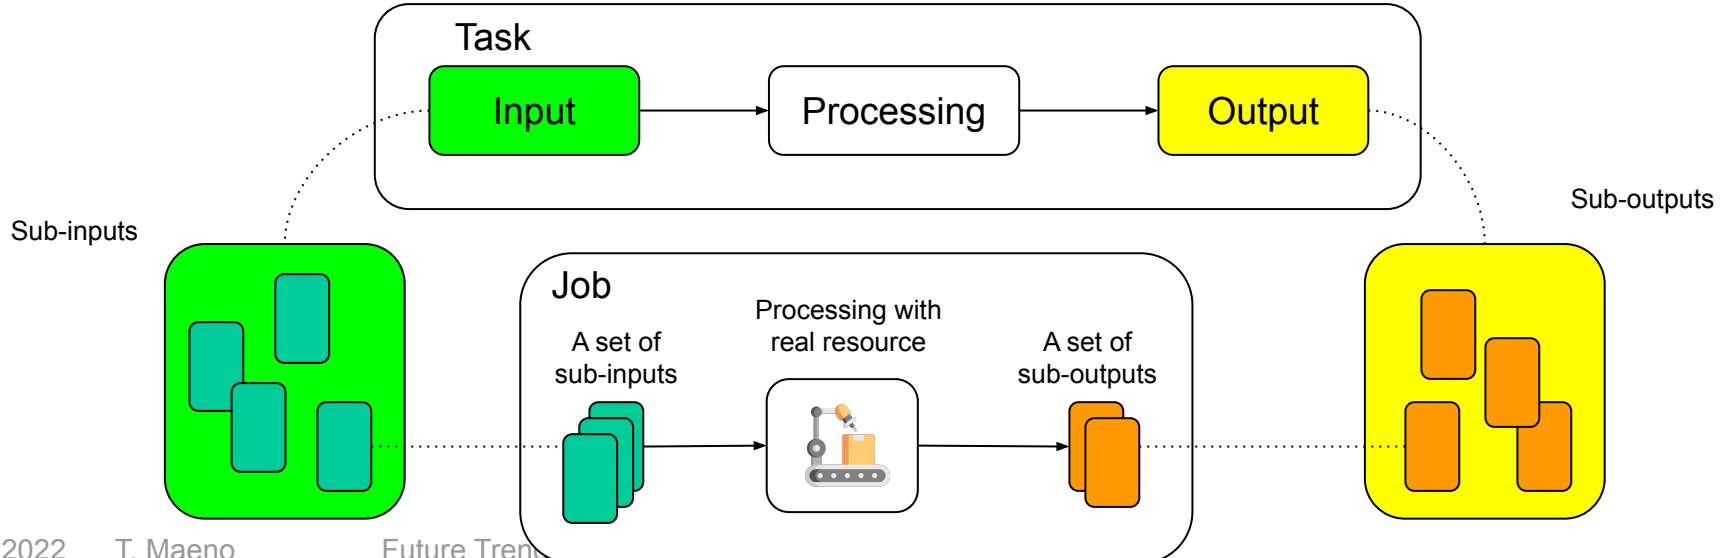 Task
Input
Processing
Output
Sub-inputs
Sub-outputs
Job
Processing with
real resource
A set of
sub-inputs
A set of
sub-outputs
2022 T. Maeno Future